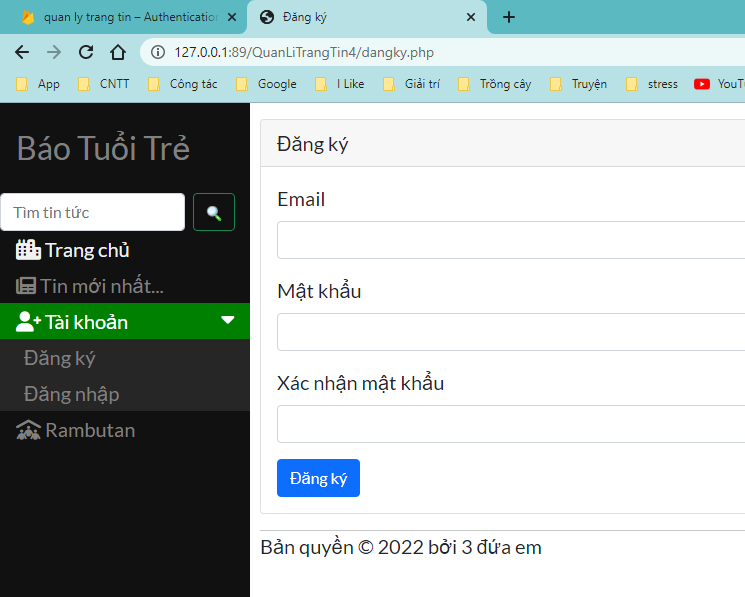 quan ly trang tin – Authentication
Đăng ký
127.0.0.1:89/QuanLiTrangTin4/dangky.php
App CNTT Công tác Google I Like Giải trí Trồng cây Truyện stress YouT
Báo Tuổi Trẻ
Tìm tin tức
Trang chủ
Tin mới nhất...
Tài khoản
Đăng ký
Đăng nhập
Rambutan
Đăng ký
Email
Mật khẩu
Xác nhận mật khẩu
Đăng ký
Bản quyền © 2022 bởi 3 đứa em